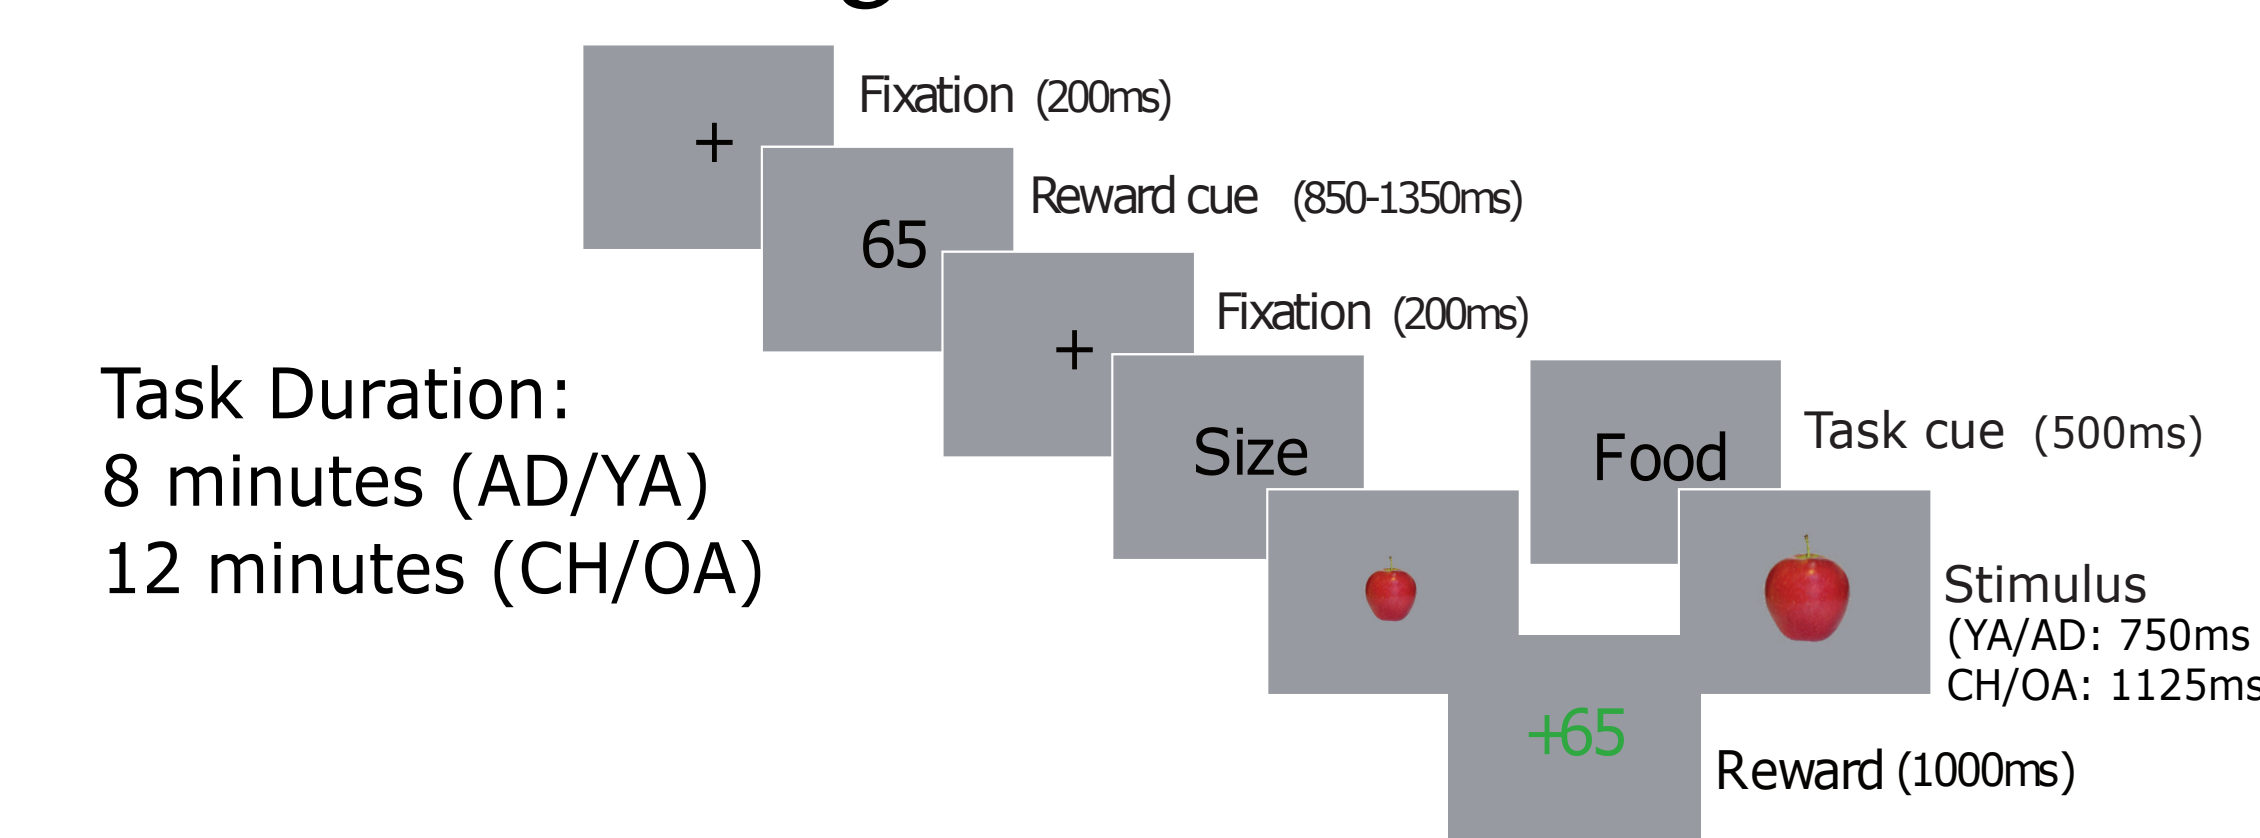 +
Fixation (200ms)
65
Reward cue (850-1350ms)
+
Fixation (200ms)
Size
Food
Task cue (500ms)
Stimulus
(YA/AD: 750ms
CH/OA: 1125ms
+65
Reward (1000ms)
Task Duration:
8 minutes (AD/YA)
12 minutes (CH/OA)